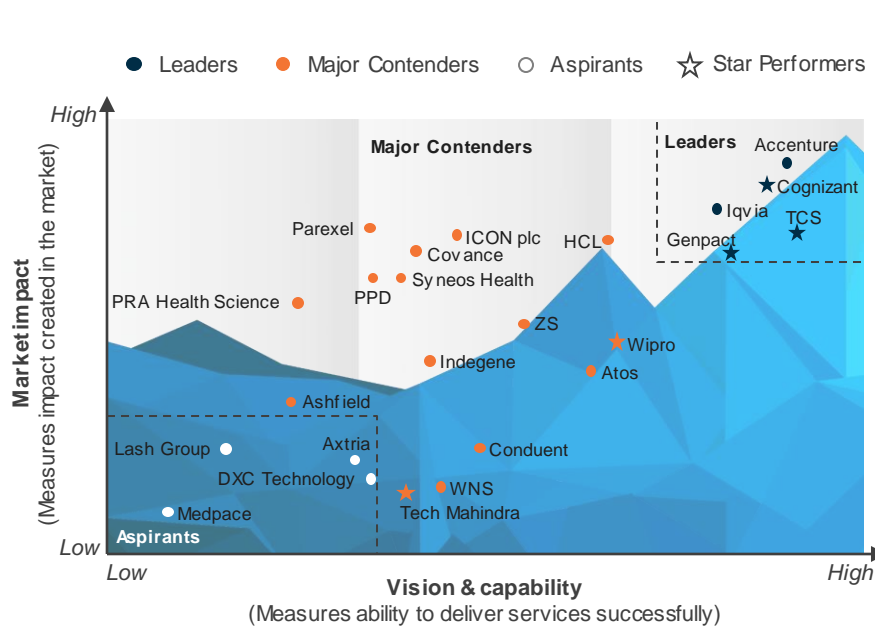 Leaders
Major Contenders
Aspirants
Star Performers
High
Major Contenders
Leaders
Accenture
Cognizant
Iqvia
TCS
Genpact
Parexel
ICON plc
HCL
Covance
PPD
Syneos Health
PRA Health Science
ZS
Wipro
Indegene
Atos
Ashfield
Lash Group
Axtria
Conduent
DXC Technology
WNS
Medpace
Tech Mahindra
Aspirants
Market impact
(Measures impact created in the market)
Low
Low
High
Vision & capability
(Measures ability to deliver services successfully)